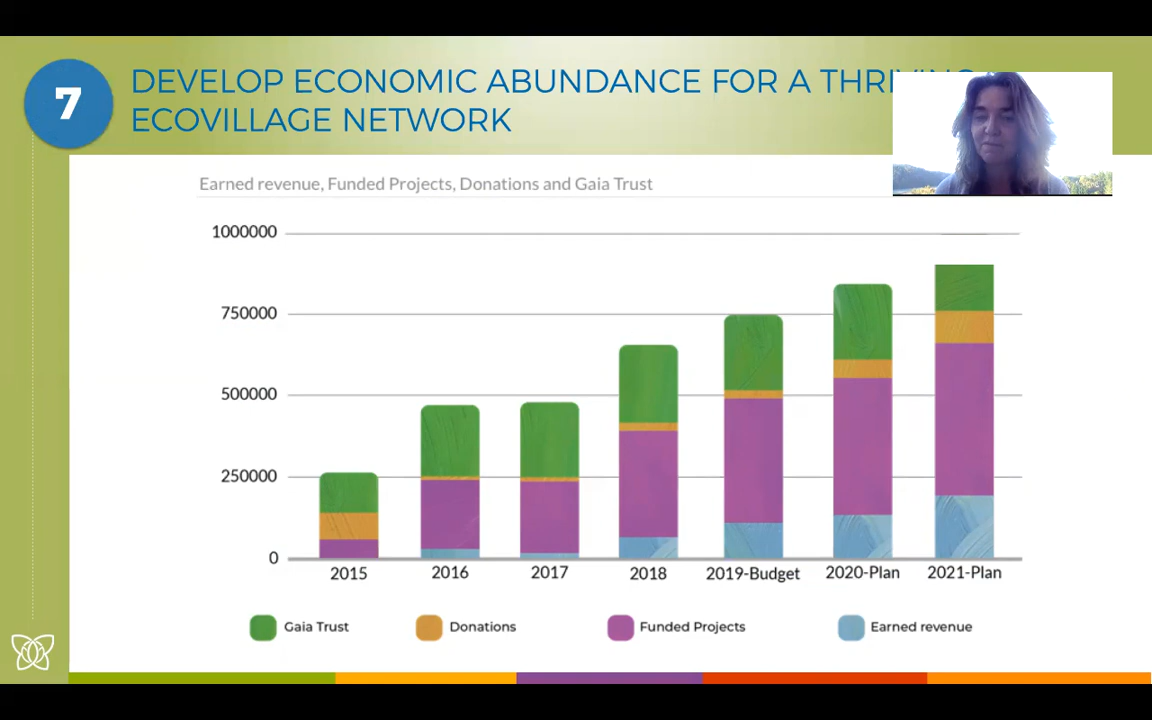 7
DEVELOP ECONOMIC ABUNDANCE FOR A
ECOVILLAGE NETWORK
Earned revenue, Funded Projects, Donations and Gaia Trust
1000000
750000
500000
250000
0
2015 2016 2017 2018 2019-Budget 2020-Plan 2021-Plan
Gaia Trust Donations Funded Projects Earned revenue